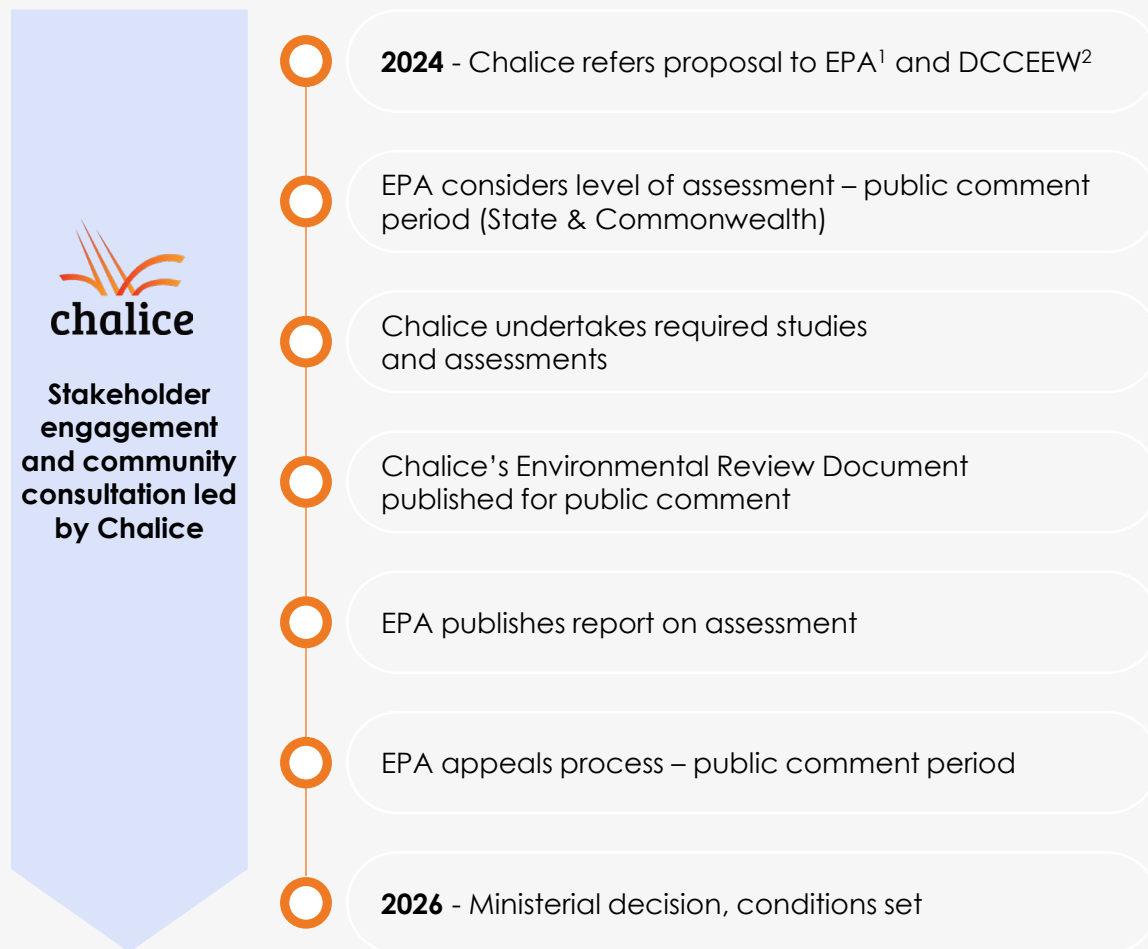 chalice
Stakeholder
engagement
and community
consultation led
by Chalice
2024 - Chalice refers proposal to EPA¹ and DCCEEW²
EPA considers level of assessment – public comment
period (State & Commonwealth)
Chalice undertakes required studies
and assessments
Chalice’s Environmental Review Document
published for public comment
EPA publishes report on assessment
EPA appeals process – public comment period
2026 - Ministerial decision, conditions set